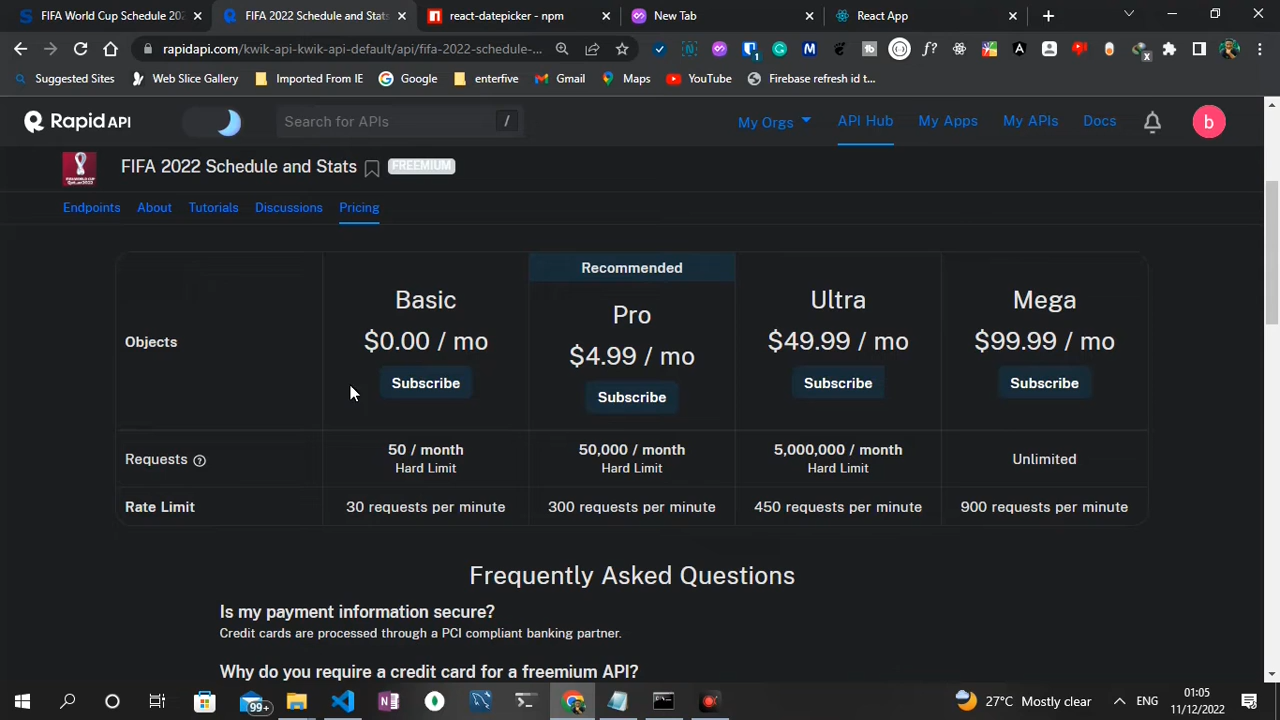 FIFA World Cup Schedule 202
FIFA 2022 Schedule and Stats
react-datepicker - npm
New Tab
React App
rapidapi.com/kwik-api-kwik-api-default/api/fifa-2022-schedule-...
Suggested Sites
Web Slice Gallery
Imported From IE
Google
enterfive
Gmail
Maps
YouTube
Firebase refresh id t...
Rapid API
Search for APIs
/
My Orgs
API Hub
My Apps
My APIs
Docs
b
FIFA 2022 Schedule and Stats
FREEMIUM
Endpoints
About
Tutorials
Discussions
Pricing
Recommended
Objects
Basic
$0.00 / mo
Subscribe
Pro
$4.99 / mo
Subscribe
Ultra
$49.99 / mo
Subscribe
Mega
$99.99 / mo
Subscribe
Requests
50 / month
Hard Limit
50,000 / month
Hard Limit
5,000,000 / month
Hard Limit
Unlimited
Rate Limit
30 requests per minute
300 requests per minute
450 requests per minute
900 requests per minute
Frequently Asked Questions
Is my payment information secure?
Credit cards are processed through a PCI compliant banking partner.
Why do you require a credit card for a freemium API?
99+
27°C Mostly clear
ENG
01:05
11/12/2022